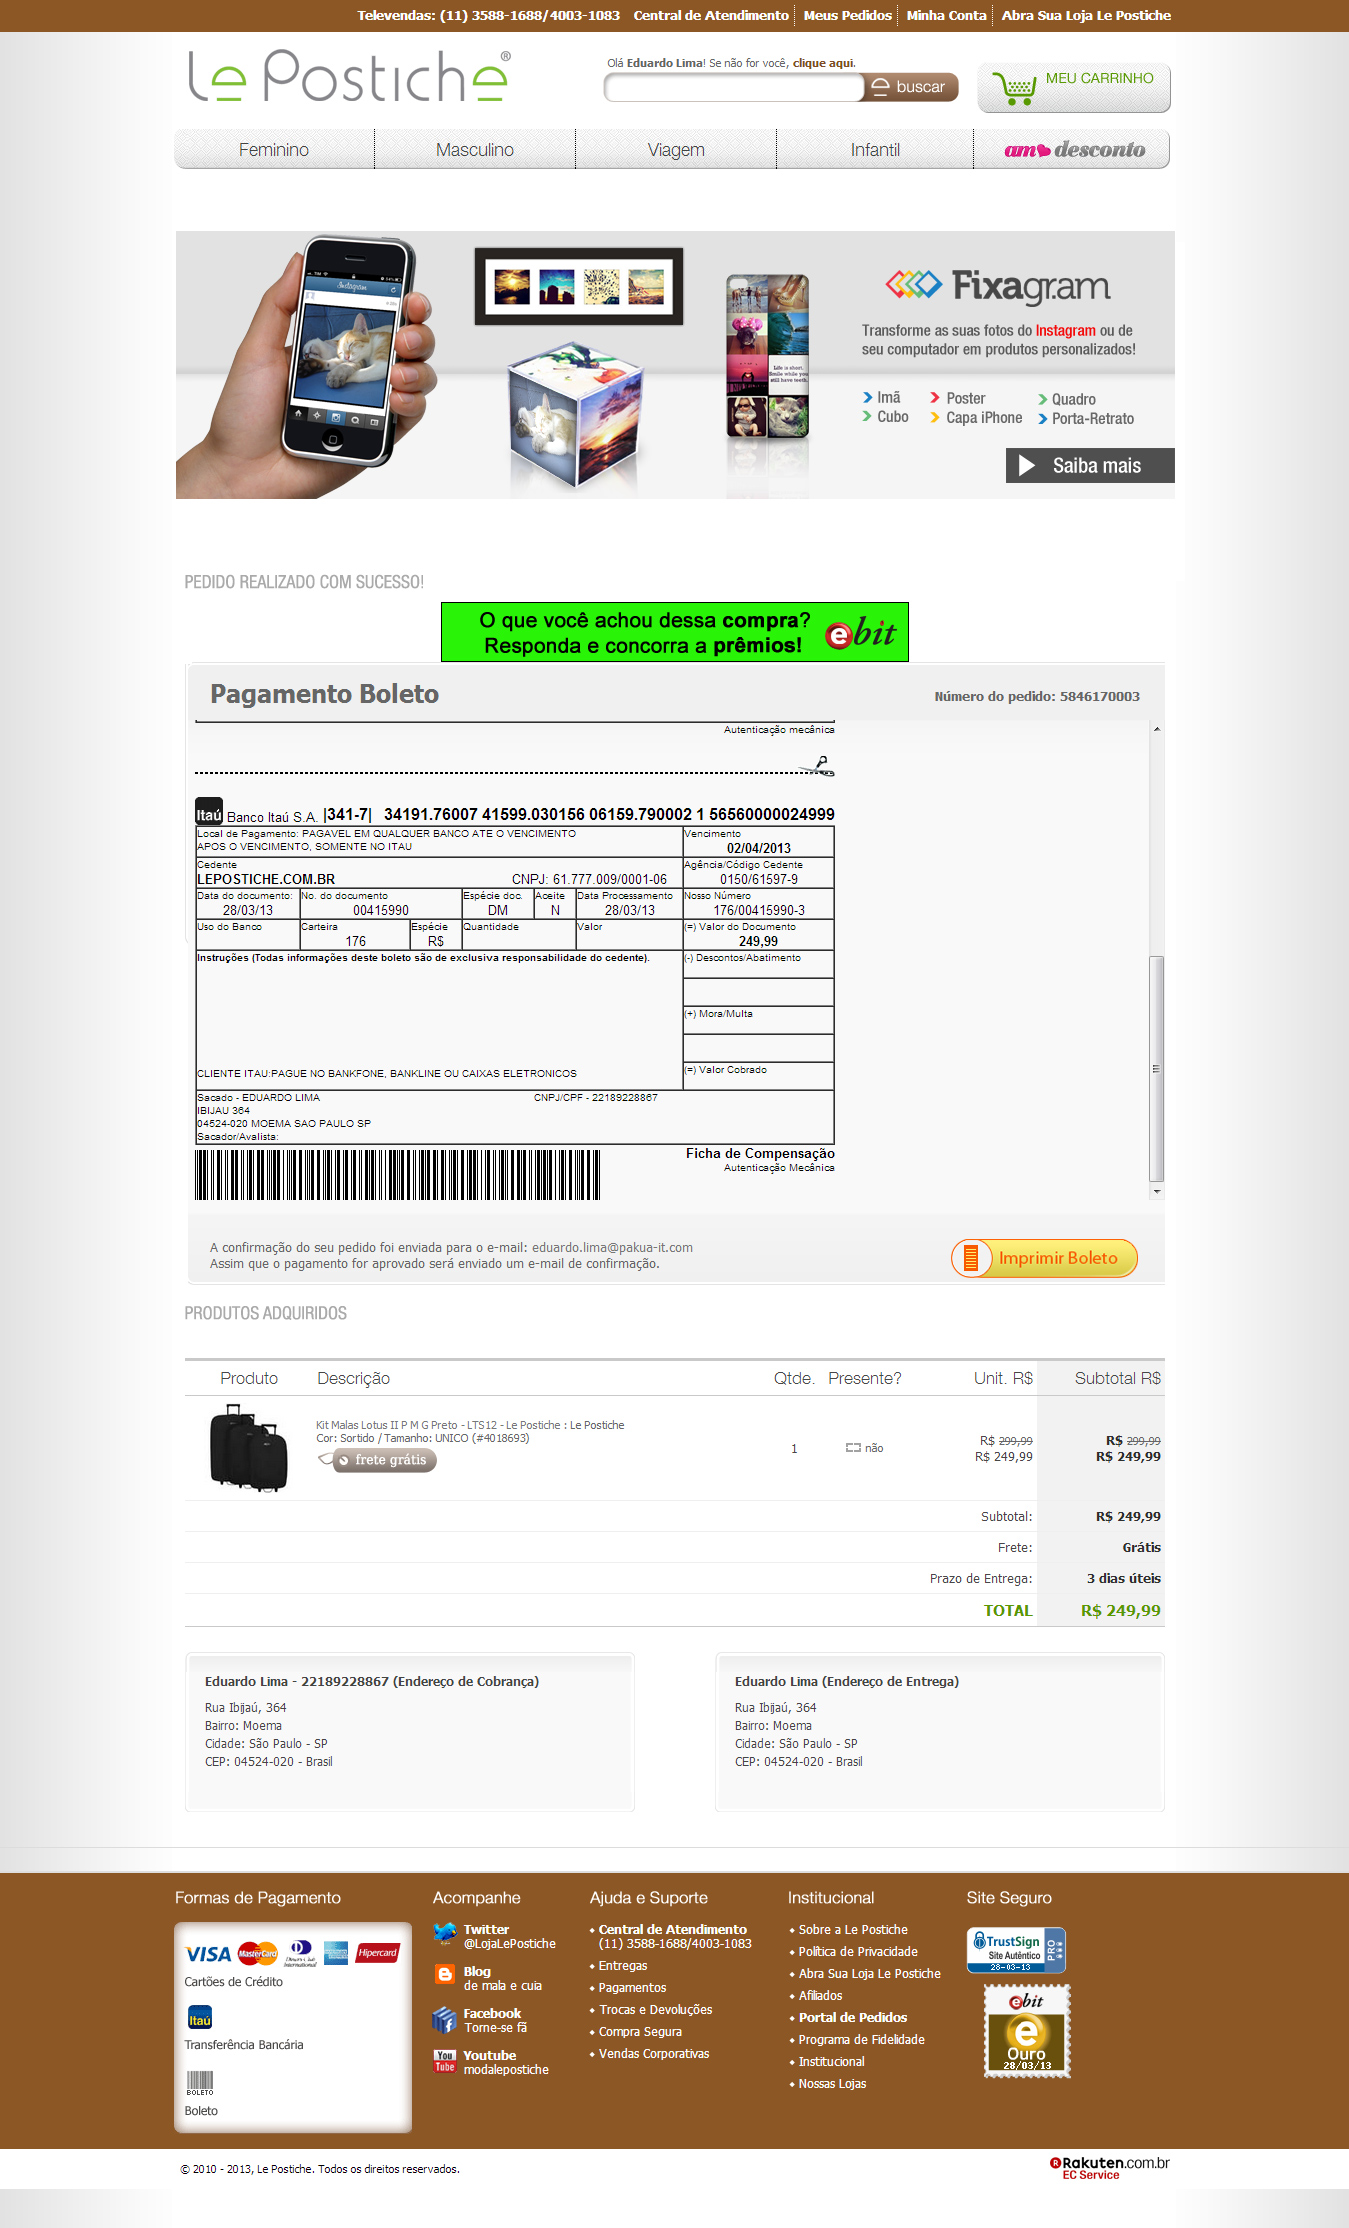 Televendas: (11) 3588-1688/4003-1083 Central de Atendimento Meus Pedidos Minha Conta Abra Sua Loja Le Postiche
Le Postiche®
Olá Eduardo Lima! Se não for você, clique aqui.
buscar
MEU CARRINHO
Feminino Masculino Viagem Infantil amo desconto
Instagram
Life is short.
Smile while you
still have teeth.
Fixagr.am
Transforme as suas fotos do Instagram ou de
seu computador em produtos personalizados!
Imã Poster Quadro
Cubo Capa iPhone Porta-Retrato
Saiba mais
PEDIDO REALIZADO COM SUCESSO!
O que você achou dessa compra?
Responda e concorra a prêmios!
ebit
Pagamento Boleto
Número do pedido: 5846170003
Autenticação mecânica
Itaú Banco Itaú S.A. |341-7| 34191.76007 41599.030156 06159.790002 1 56560000024999
Local de Pagamento: PAGAVEL EM QUALQUER BANCO ATE O VENCIMENTO Vencimento
APOS O VENCIMENTO, SOMENTE NO ITAU 02/04/2013
Cedente Agência/Código Cedente
LEPOSTICHE.COM.BR CNPJ: 61.777.009/0001-06 0150/61597-9
Data do documento: No. do documento Espécie doc. Aceite Data Processamento Nosso Número
28/03/13 00415990 DM N 28/03/13 176/00415990-3
Uso do Banco Carteira Espécie Quantidade Valor (=) Valor do Documento
176 R$ 249,99
Instruções (Todas informações deste boleto são de exclusiva responsabilidade do cedente). (-) Descontos/Abatimento
(+) Mora/Multa
CLIENTE ITAU:PAGUE NO BANKFONE, BANKLINE OU CAIXAS ELETRONICOS (=) Valor Cobrado
Sacado - EDUARDO LIMA CNPJ/CPF - 22189228867
IBIJAU 364
04524-020 MOEMA SAO PAULO SP
Sacador/Avalista:
Ficha de Compensação
Autenticação Mecânica
A confirmação do seu pedido foi enviada para o e-mail: eduardo.lima@pakua-it.com
Assim que o pagamento for aprovado será enviado um e-mail de confirmação.
Imprimir Boleto
PRODUTOS ADQUIRIDOS
Produto Descrição Qtde. Presente? Unit. R$ Subtotal R$
Kit Malas Lotus II P M G Preto - LTS12 - Le Postiche : Le Postiche
Cor: Sortido / Tamanho: UNICO (#4018693)
frete grátis
1 não
R$ 299,99 R$ 299,99
R$ 249,99 R$ 249,99
Subtotal: R$ 249,99
Frete: Grátis
Prazo de Entrega: 3 dias úteis
TOTAL R$ 249,99
Eduardo Lima - 22189228867 (Endereço de Cobrança)
Rua Ibijaú, 364
Bairro: Moema
Cidade: São Paulo - SP
CEP: 04524-020 - Brasil
Eduardo Lima (Endereço de Entrega)
Rua Ibijaú, 364
Bairro: Moema
Cidade: São Paulo - SP
CEP: 04524-020 - Brasil
Formas de Pagamento
VISA MasterCard Diners Club International Hipercard
Cartões de Crédito
Itaú
Transferência Bancária
BOLETO
Boleto
Acompanhe
Twitter
@LojaLePostiche
Blog
de mala e cuia
Facebook
Torne-se fã
You
Tube
Youtube
modalepostiche
Ajuda e Suporte
Central de Atendimento
(11) 3588-1688/4003-1083
Entregas
Pagamentos
Trocas e Devoluções
Compra Segura
Vendas Corporativas
Institucional
Sobre a Le Postiche
Política de Privacidade
Abra Sua Loja Le Postiche
Afiliados
Portal de Pedidos
Programa de Fidelidade
Institucional
Nossas Lojas
Site Seguro
TrustSign
Site Autêntico
28-03-13
PRO
ebit
e
Ouro
28/03/13
© 2010 - 2013, Le Postiche. Todos os direitos reservados.
Rakuten.com.br
EC Service